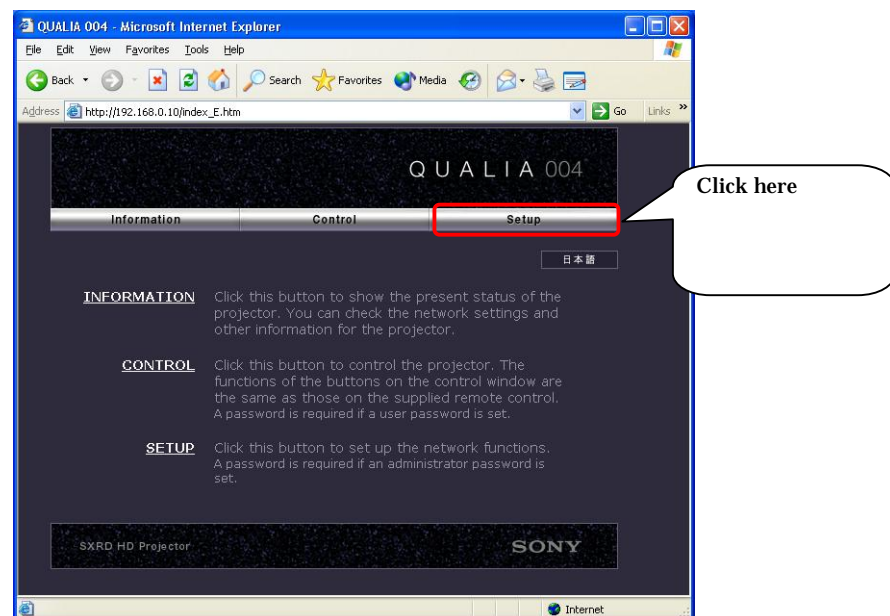 QUALIA 004 - Microsoft Internet Explorer
File Edit View Favorites Tools Help
Back Search Favorites Media
Address http://192.168.0.10/index_E.htm Go Links »
QUALIA 004
Information Control Setup
Click here
日本語
INFORMATION Click this button to show the present status of the
projector. You can check the network settings and
other information for the projector.
CONTROL Click this button to control the projector. The
functions of the buttons on the control window are
the same as those on the supplied remote control.
A password is required if a user password is set.
SETUP Click this button to set up the network functions.
A password is required if an administrator password is
set.
SXRD HD Projector SONY
Internet